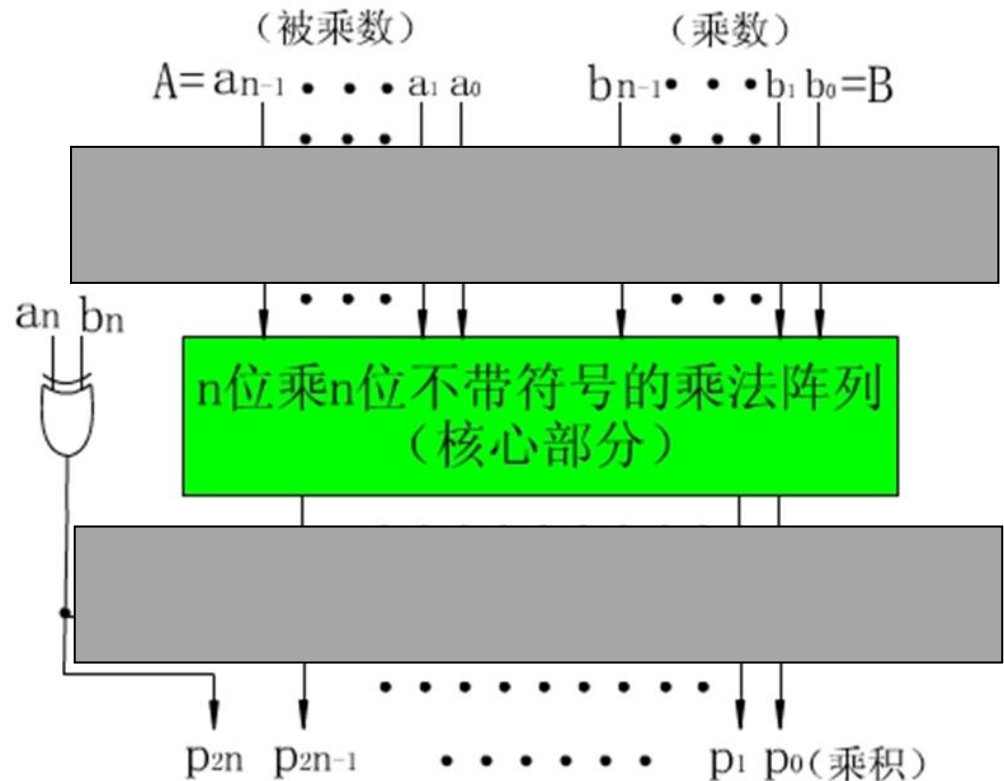 (被乘数) (乘数)
A=an-1 • • • a1 a0 bn-1 • • • b1 b0=B
an bn
n位乘n位不带符号的乘法阵列
(核心部分)
p2n p2n-1 • • • • • • p1 p0(乘积)